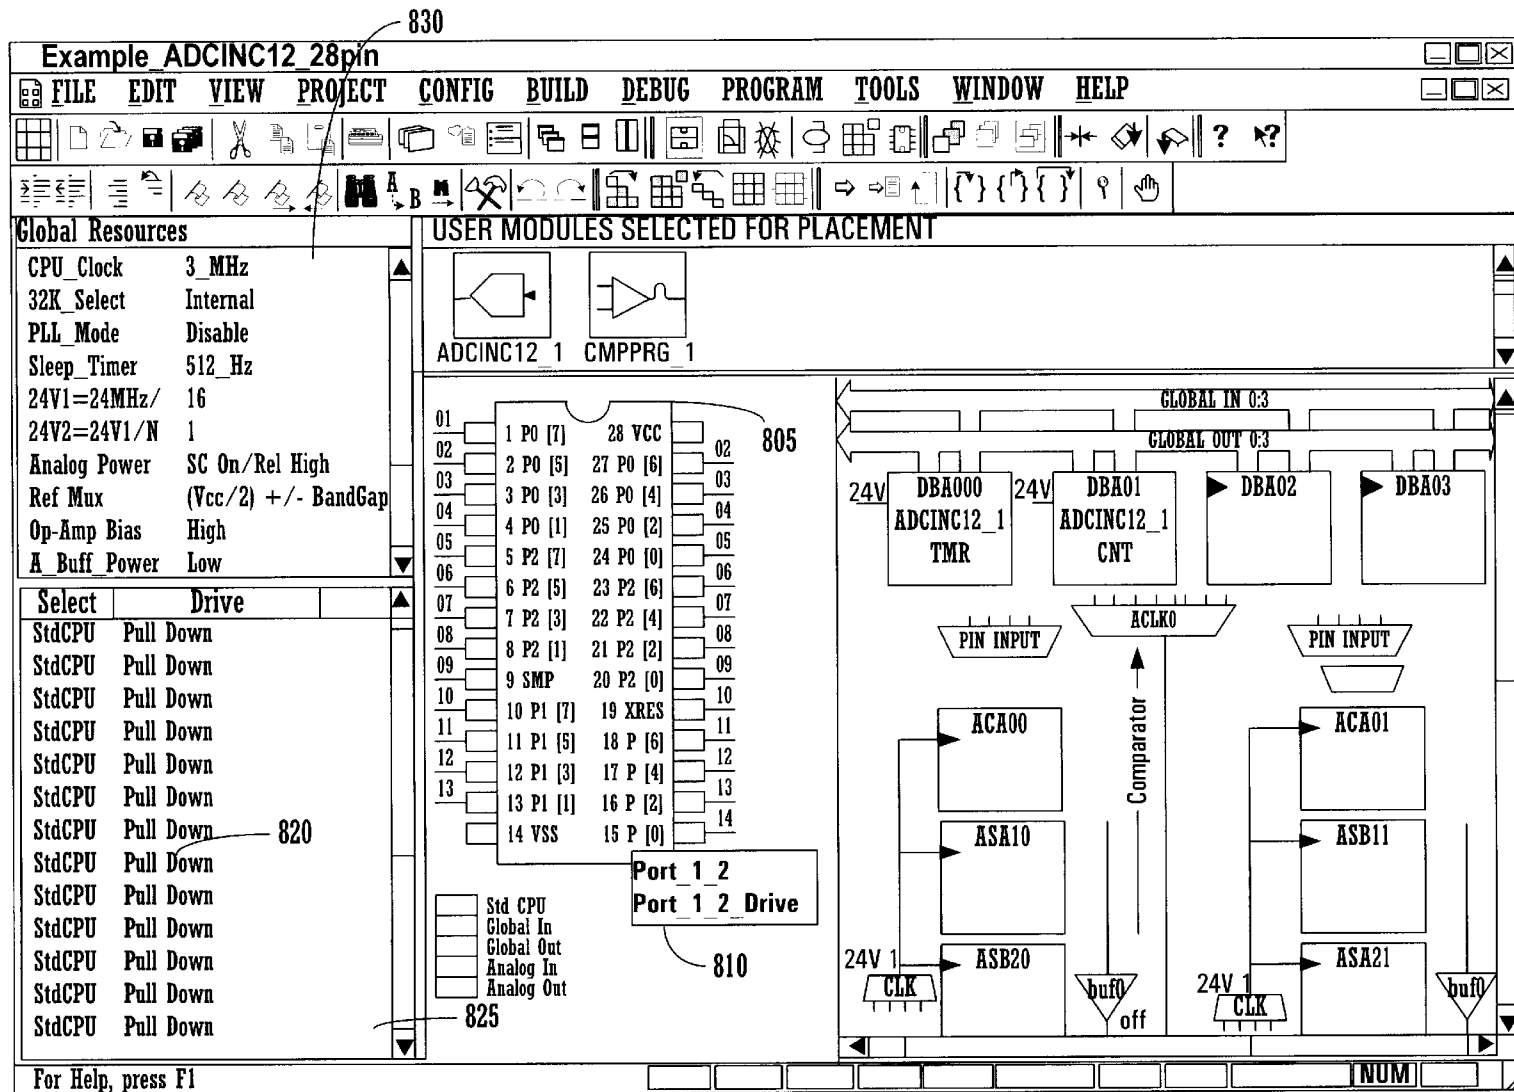 830
Example_ADCINC12_28pin
FILE EDIT VIEW PROJECT CONFIG BUILD DEBUG PROGRAM TOOLS WINDOW HELP
? ?
A B M
Global Resources
CPU_Clock 3_MHz
32K_Select Internal
PLL_Mode Disable
Sleep_Timer 512_Hz
24V1=24MHz/ 16
24V2=24V1/N 1
Analog Power SC On/Rel High
Ref Mux (Vcc/2) +/- BandGap
Op-Amp Bias High
A_Buff_Power Low
Select Drive
StdCPU Pull Down
StdCPU Pull Down
StdCPU Pull Down
StdCPU Pull Down
StdCPU Pull Down
StdCPU Pull Down
StdCPU Pull Down
StdCPU Pull Down
StdCPU Pull Down
StdCPU Pull Down
StdCPU Pull Down
StdCPU Pull Down
StdCPU Pull Down
820
825
USER MODULES SELECTED FOR PLACEMENT
ADCINC12_1 CMPPRG_1
805
01 1 P0 [7] 28 VCC
02 2 P0 [5] 27 P0 [6] 02
03 3 P0 [3] 26 P0 [4] 03
04 4 P0 [1] 25 P0 [2] 04
05 5 P2 [7] 24 P0 [0] 05
06 6 P2 [5] 23 P2 [6] 06
07 7 P2 [3] 22 P2 [4] 07
08 8 P2 [1] 21 P2 [2] 08
09 9 SMP 20 P2 [0] 09
10 10 P1 [7] 19 XRES 10
11 11 P1 [5] 18 P [6] 11
12 12 P1 [3] 17 P [4] 12
13 13 P1 [1] 16 P [2] 13
14 VSS 15 P [0] 14
Port_1_2
Port_1_2_Drive
810
Std CPU
Global In
Global Out
Analog In
Analog Out
GLOBAL IN 0:3
GLOBAL OUT 0:3
24V DBA000 24V DBA01 DBA02 DBA03
ADCINC12_1 ADCINC12_1
TMR CNT
PIN INPUT ACLK0 PIN INPUT
Comparator
ACA00 ACA01
ASA10 ASB11
ASB20 ASA21
24V 1 CLK buf0 off
24V 1 CLK buf0
For Help, press F1
NUM